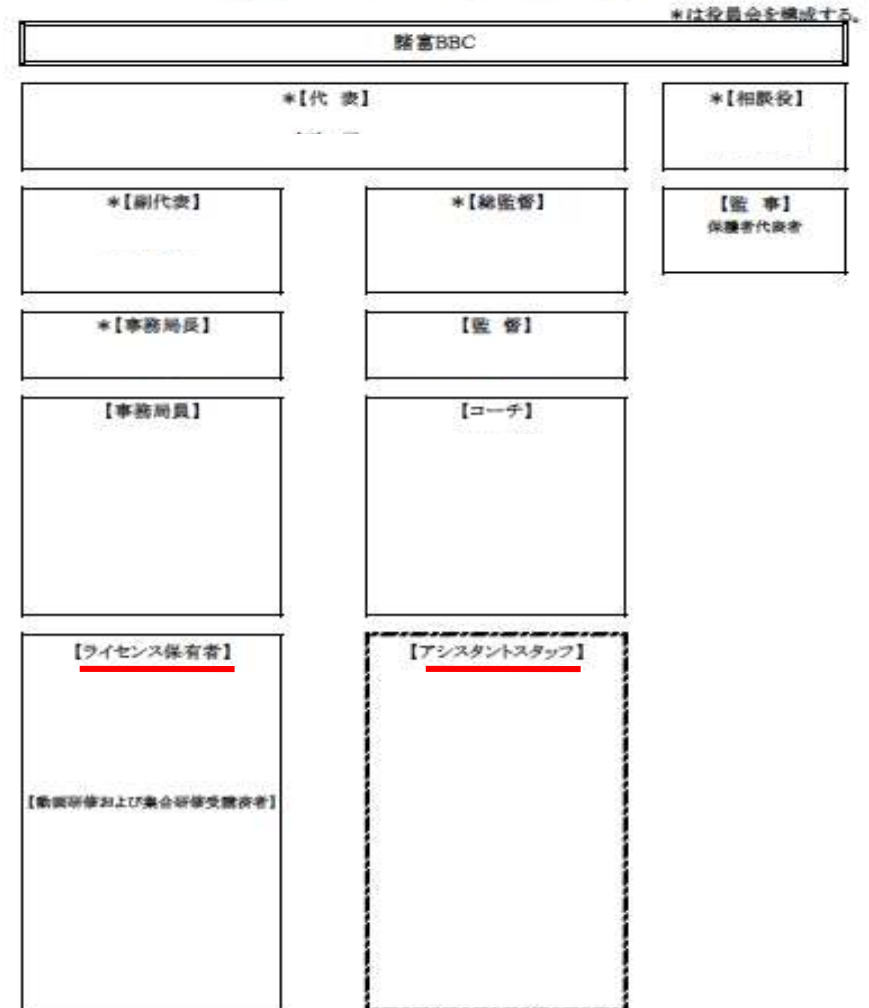 ＊は役員会を構成する。
諸富BBC
＊【代 表】
＊【相談役】
＊【副代表】
＊【総監督】
【監 事】
保護者代表者
＊【事務局長】
【監 督】
【事務局員】
【コーチ】
【ライセンス保有者】
【アシスタントスタッフ】
【動画研修および集合研修受講済者】